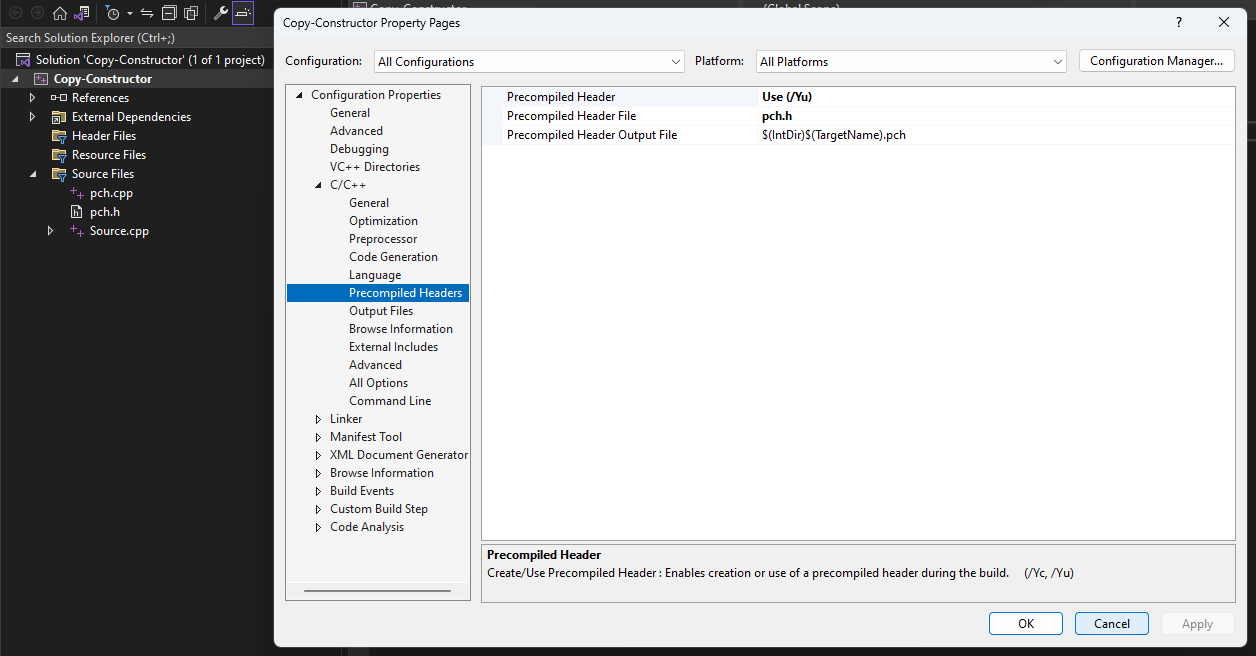 Search Solution Explorer (Ctrl+;)
Solution 'Copy-Constructor' (1 of 1 project)
Copy-Constructor
References
External Dependencies
Header Files
Resource Files
Source Files
pch.cpp
pch.h
Source.cpp
Copy-Constructor
(Global Scope)
Copy-Constructor Property Pages
?
Configuration:
All Configurations
Platform:
All Platforms
Configuration Manager...
Configuration Properties
General
Advanced
Debugging
VC++ Directories
C/C++
General
Optimization
Preprocessor
Code Generation
Language
Precompiled Headers
Output Files
Browse Information
External Includes
Advanced
All Options
Command Line
Linker
Manifest Tool
XML Document Generator
Browse Information
Build Events
Custom Build Step
Code Analysis
Precompiled Header Use (/Yu)
Precompiled Header File pch.h
Precompiled Header Output File $(IntDir)$(TargetName).pch
Precompiled Header
Create/Use Precompiled Header : Enables creation or use of a precompiled header during the build. (/Yc, /Yu)
OK
Cancel
Apply